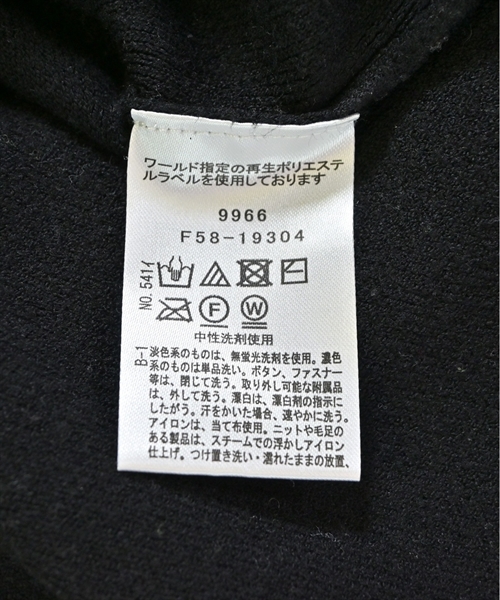 ワールド指定の再生ポリエステ
ルラベルを使用しております
9966
F58-19304
NO.541イ
F W
中性洗剤使用
B-1
淡色系のものは、無蛍光洗剤を使用。濃色
系のものは単品洗い。ボタン、ファスナー
等は、閉じて洗う。取り外し可能な附属品
は、外して洗う。漂白は、漂白剤の指示に
したがう。汗をかいた場合、速やかに洗う。
アイロンは、当て布使用。ニットや毛足の
ある製品は、スチームでの浮かしアイロン
仕上げ。つけ置き洗い・濡れたままの放置、